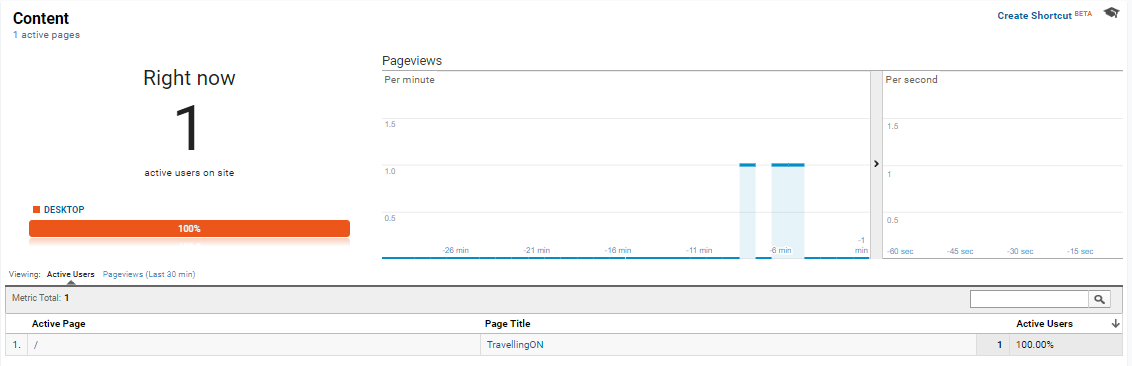 Content
Create Shortcut BETA
1 active pages
Right now
1
active users on site
DESKTOP
100%
Pageviews
Per minute
1.5
1.0
0.5
-26 min
-21 min
-16 min
-11 min
-6 min
-1
min
Per second
1.5
1
0.5
-60 sec
-45 sec
-30 sec
-15 sec
Viewing: Active Users Pageviews (Last 30 min)
Metric Total: 1
Active Page Page Title Active Users
1. / TravellingON 1 100.00%